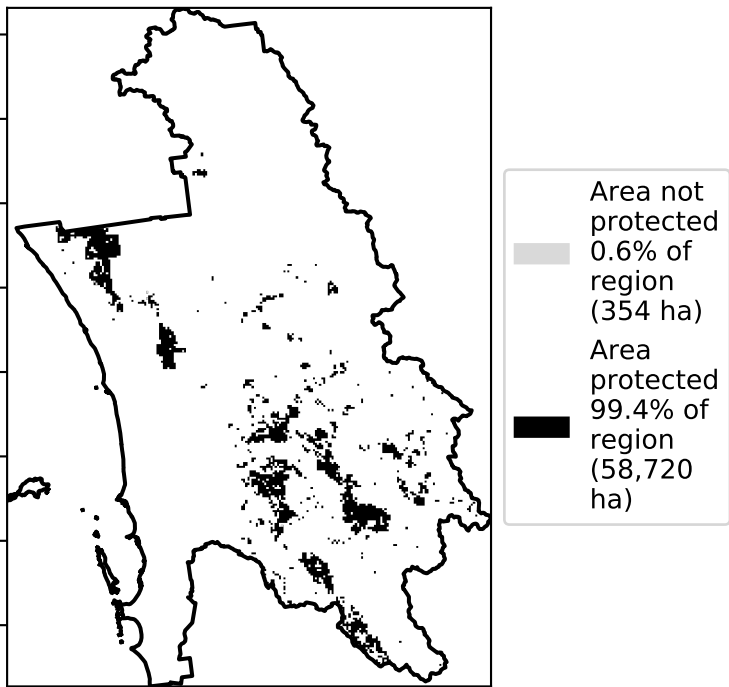 Area not
protected
0.6% of
region
(354 ha)
Area
protected
99.4% of
region
(58,720
ha)